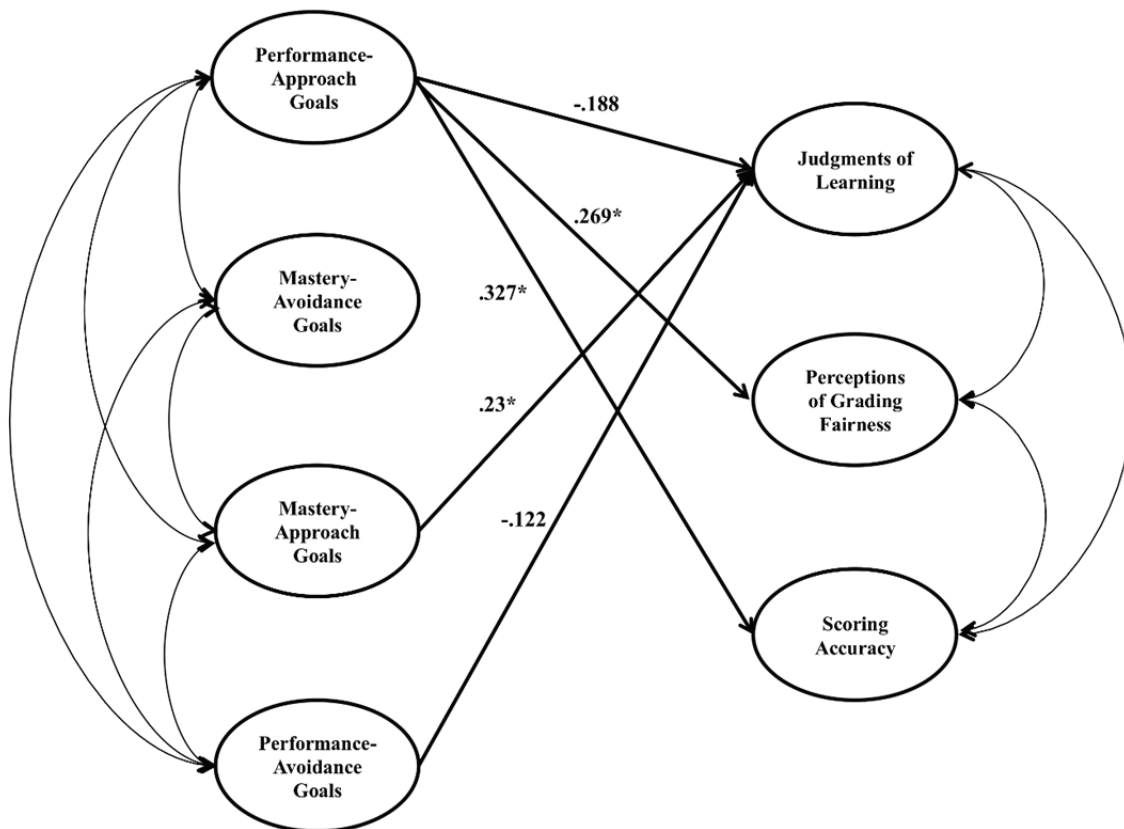 Performance-
Approach
Goals
-.188
Judgments of
Learning
.269*
Mastery-
Avoidance
Goals
.327*
Perceptions
of Grading
Fairness
.23*
Mastery-
Approach
Goals
-.122
Scoring
Accuracy
Performance-
Avoidance
Goals